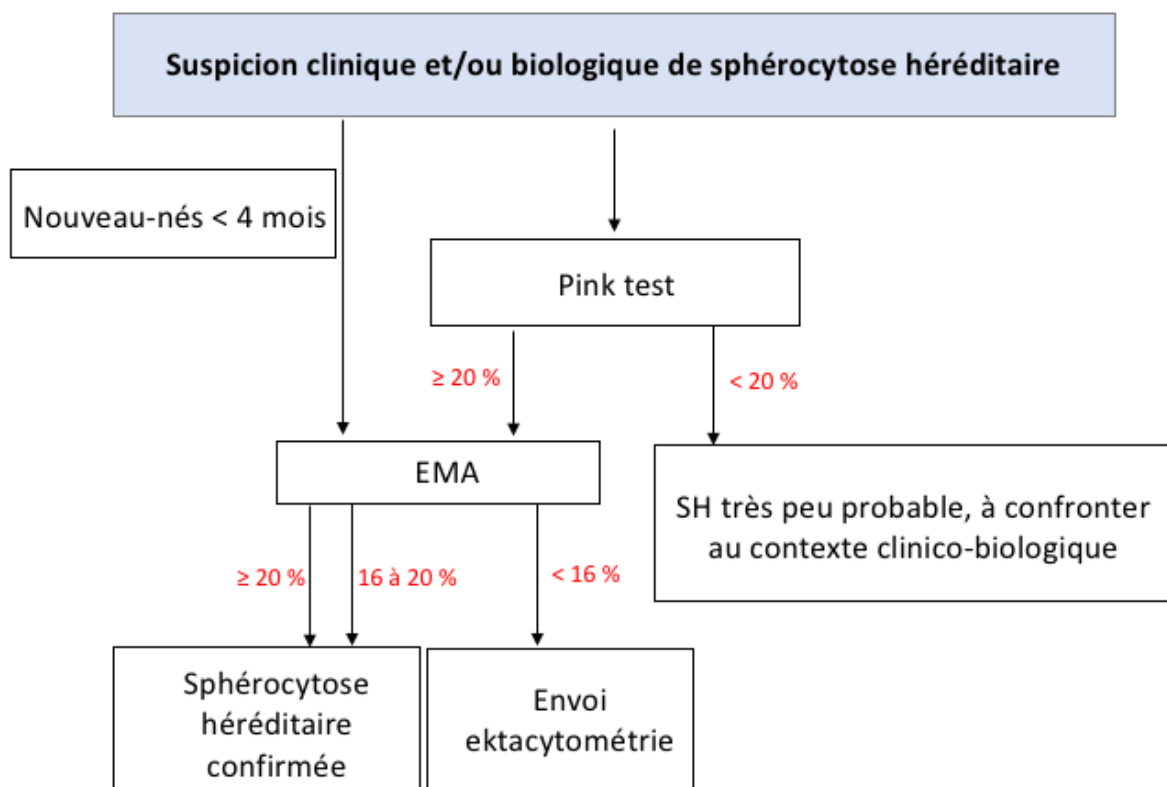 Suspicion clinique et/ou biologique de sphérocytose héréditaire
Nouveau-nés < 4 mois
Pink test
≥ 20 %
< 20 %
EMA
SH très peu probable, à confronter
au contexte clinico-biologique
≥ 20 %
16 à 20 %
< 16 %
Sphérocytose
héréditaire
confirmée
Envoi
ektacytométrie